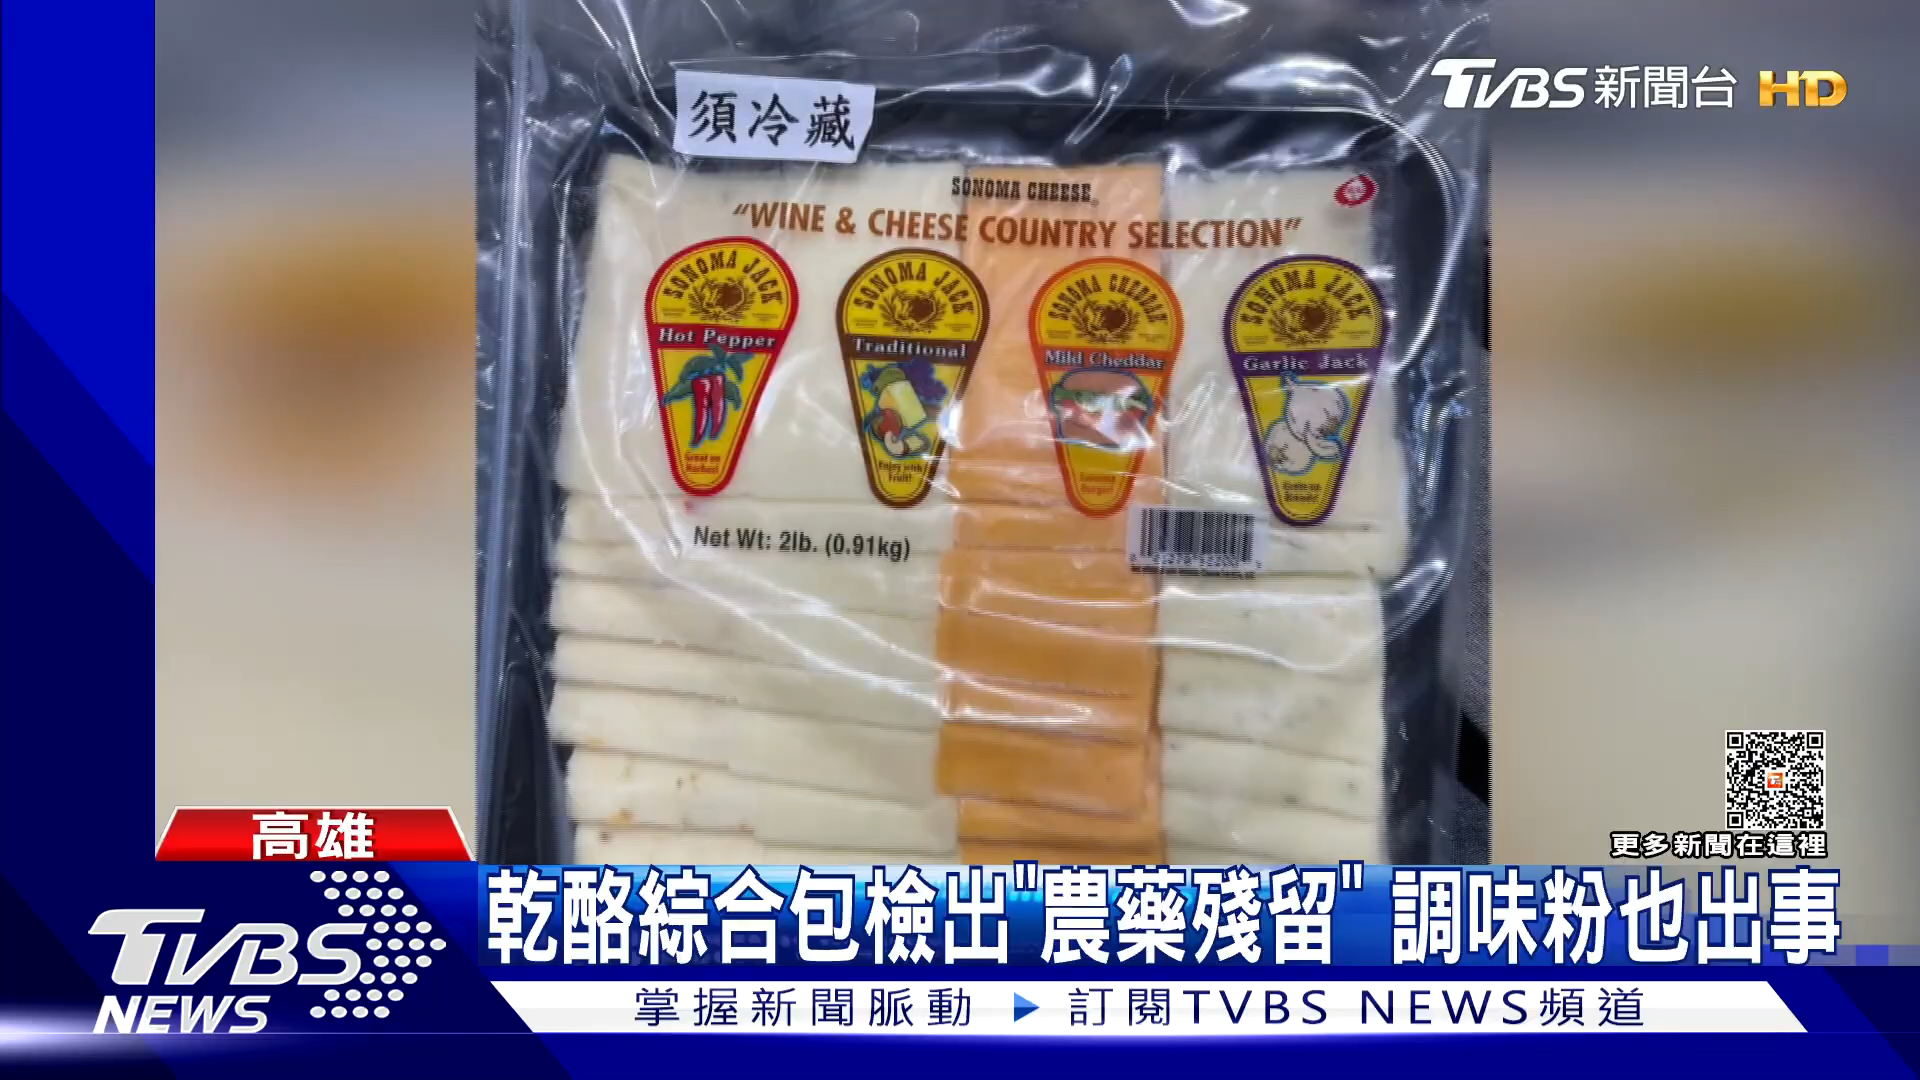 TVBS新聞台 HD
須冷藏
SONOMA CHEESE
"WINE & CHEESE COUNTRY SELECTION"
SONOMA JACK
Hot Pepper
SONOMA JACK
Traditional
Enjoy with
Fruit!
SONOMA CHEDDAR
Mild Cheddar
SONOMA JACK
Garlic Jack
Net Wt: 2lb. (0.91kg)
更多新聞在這裡
高雄
乾酪綜合包檢出"農藥殘留" 調味粉也出事
TVBS
NEWS
掌握新聞脈動 ▶ 訂閱TVBS NEWS頻道